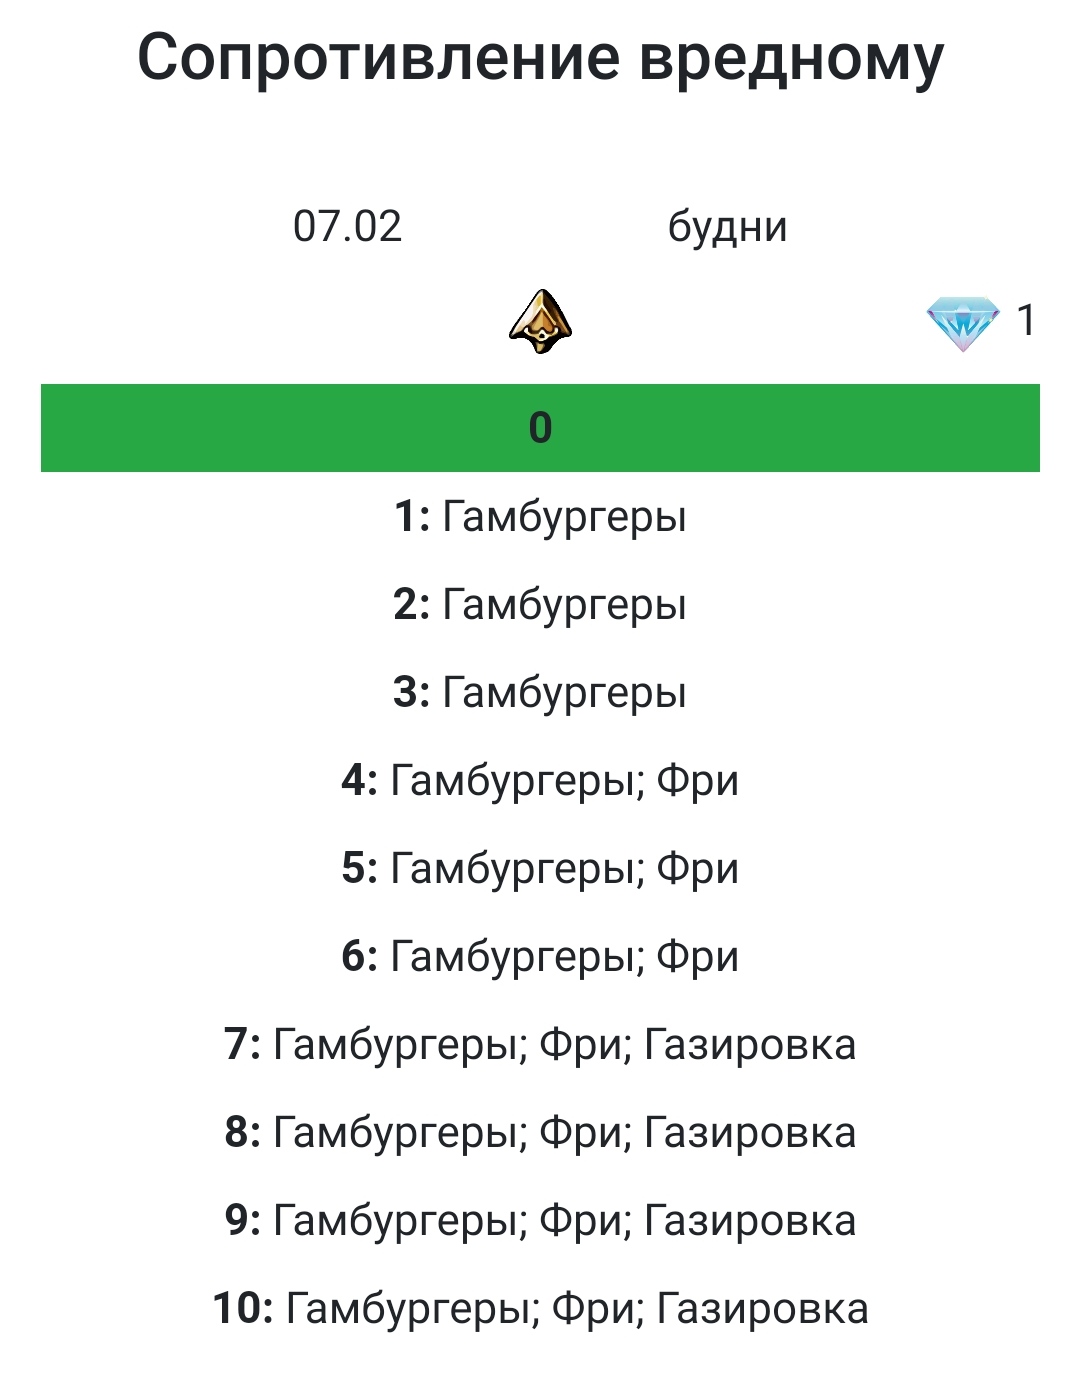 Сопротивление вредному
07.02 будни
1
0
1: Гамбургеры
2: Гамбургеры
3: Гамбургеры
4: Гамбургеры; Фри
5: Гамбургеры; Фри
6: Гамбургеры; Фри
7: Гамбургеры; Фри; Газировка
8: Гамбургеры; Фри; Газировка
9: Гамбургеры; Фри; Газировка
10: Гамбургеры; Фри; Газировка